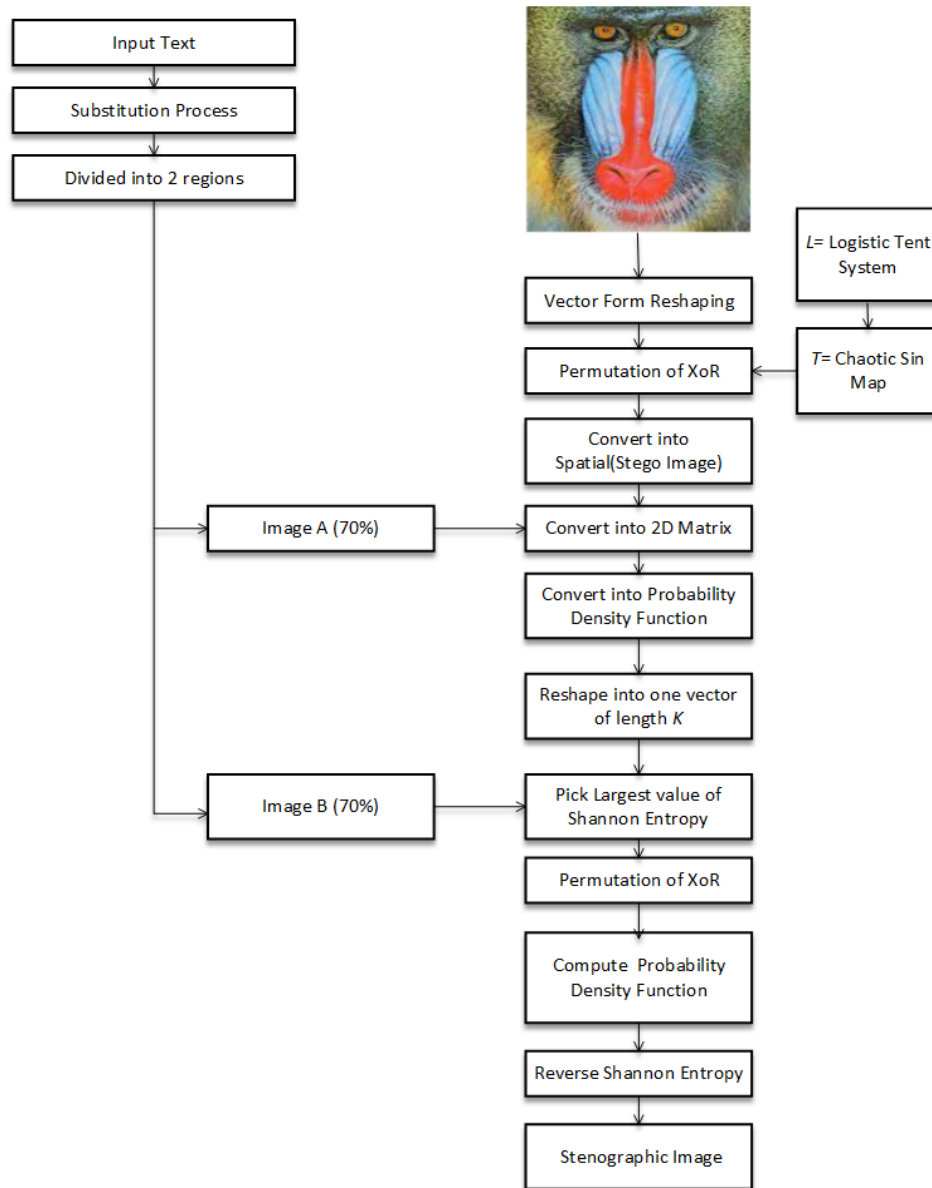 Input Text
Substitution Process
Divided into 2 regions
L= Logistic Tent
System
Vector Form Reshaping
T= Chaotic Sin
Map
Permutation of XoR
Convert into
Spatial(Stego Image)
Image A (70%)
Convert into 2D Matrix
Convert into Probability
Density Function
Reshape into one vector
of length K
Image B (70%)
Pick Largest value of
Shannon Entropy
Permutation of XoR
Compute Probability
Density Function
Reverse Shannon Entropy
Stenographic Image